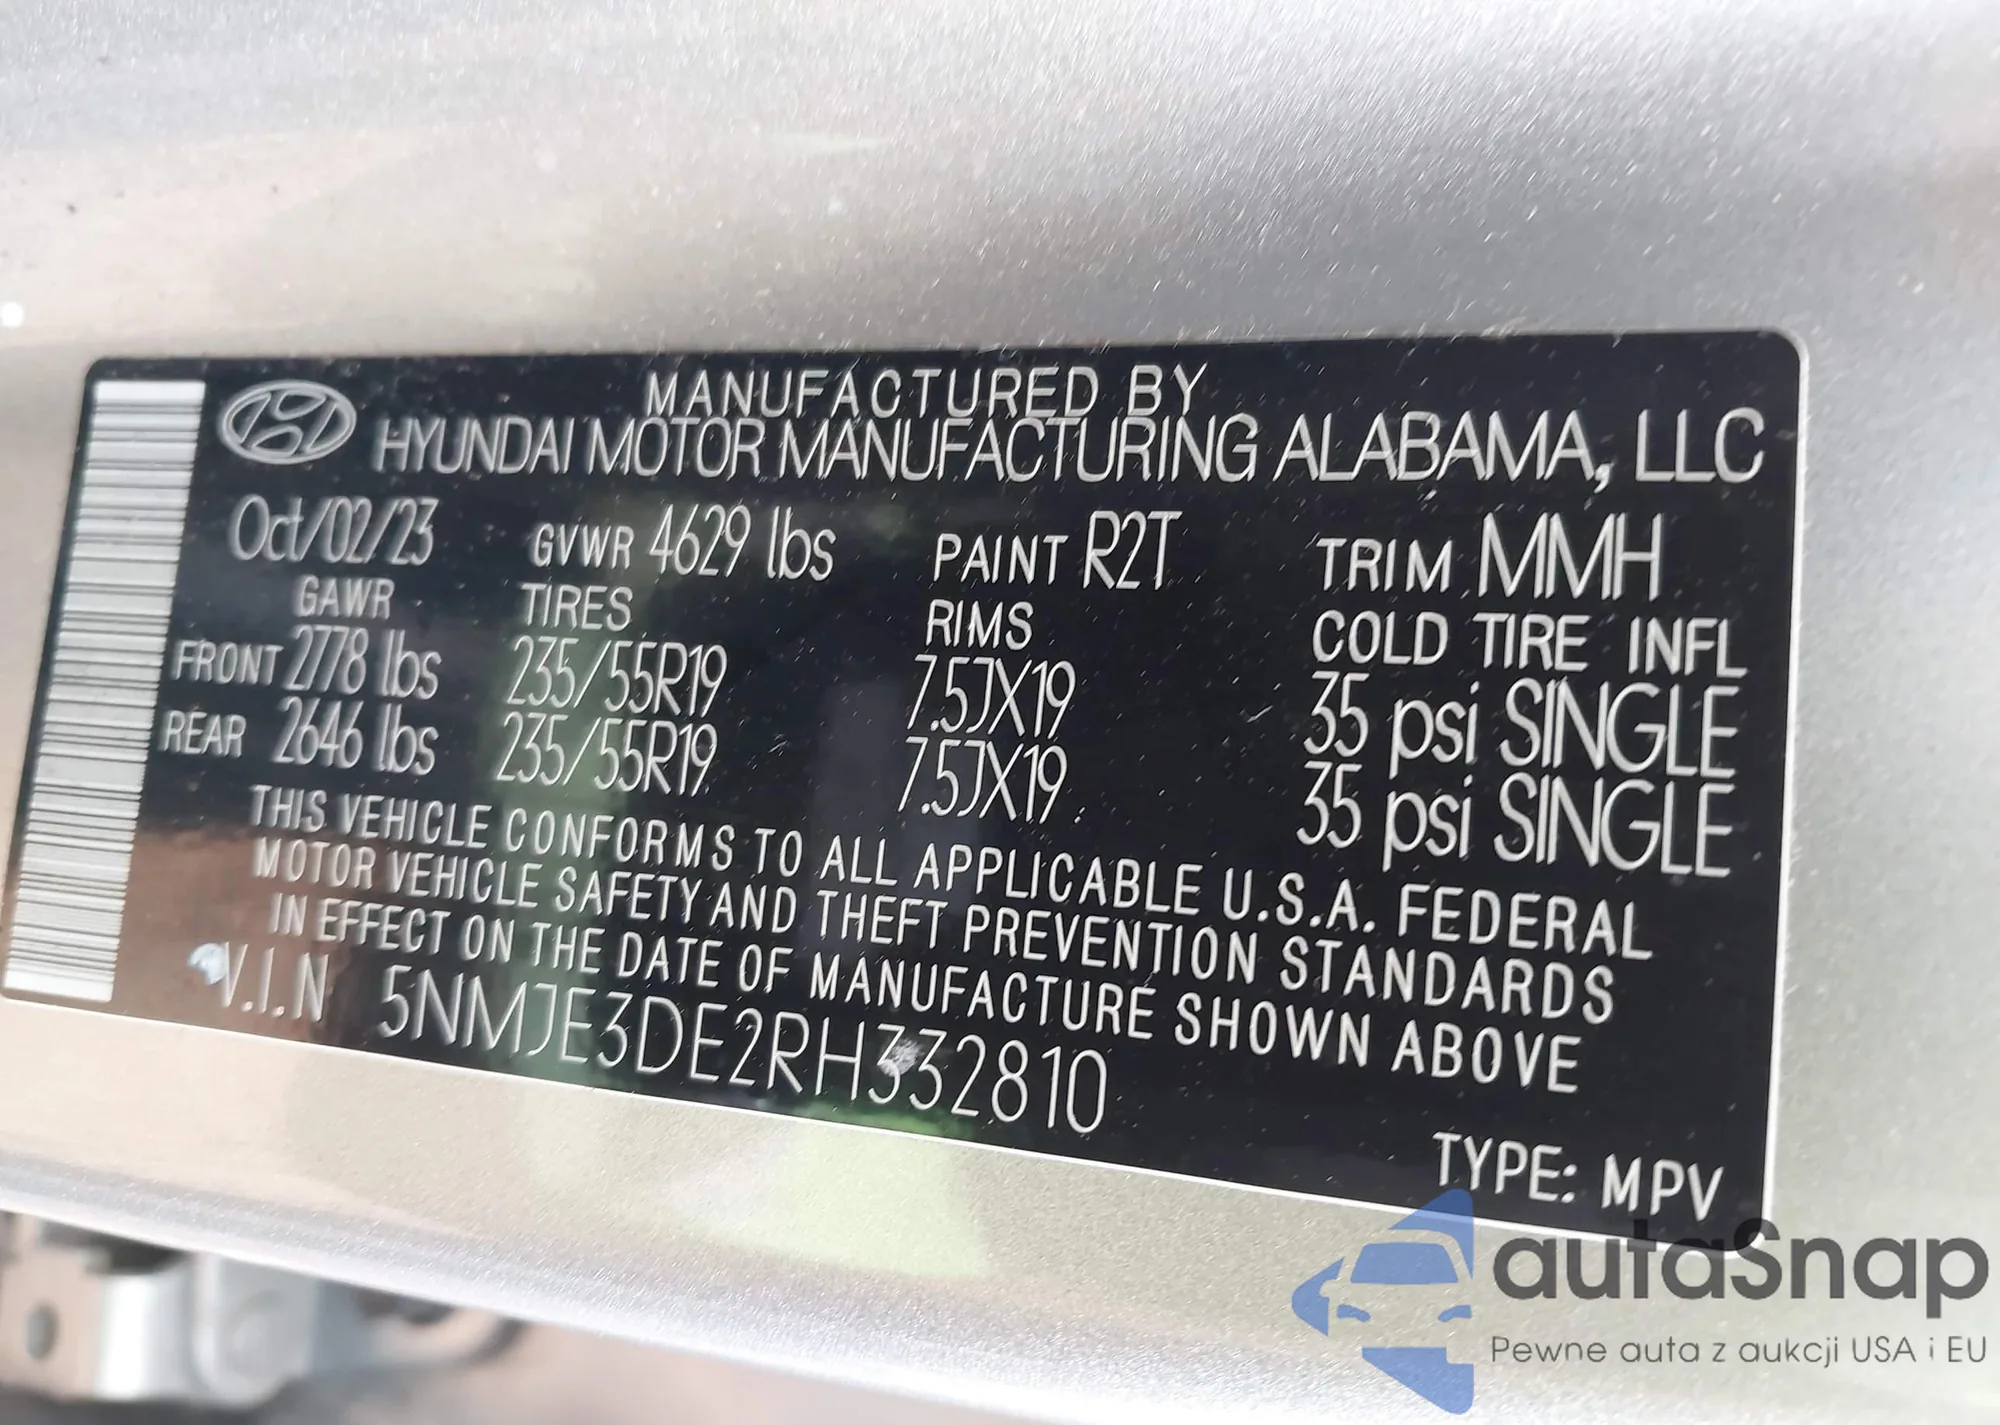 MANUFACTURED BY
HYUNDAI MOTOR MANUFACTURING ALABAMA, LLC
Oct/02/23 GVWR 4629 lbs PAINT R2T TRIM MMH
GAWR TIRES RIMS COLD TIRE INFL
FRONT 2778 lbs 235/55R19 7.5JX19 35 psi SINGLE
REAR 2646 lbs 235/55R19 7.5JX19 35 psi SINGLE
THIS VEHICLE CONFORMS TO ALL APPLICABLE U.S.A. FEDERAL
MOTOR VEHICLE SAFETY AND THEFT PREVENTION STANDARDS
IN EFFECT ON THE DATE OF MANUFACTURE SHOWN ABOVE
V.I.N 5NMJE3DE2RH332810
TYPE: MPV
autaSnap
Pewne auta z aukcji USA i EU